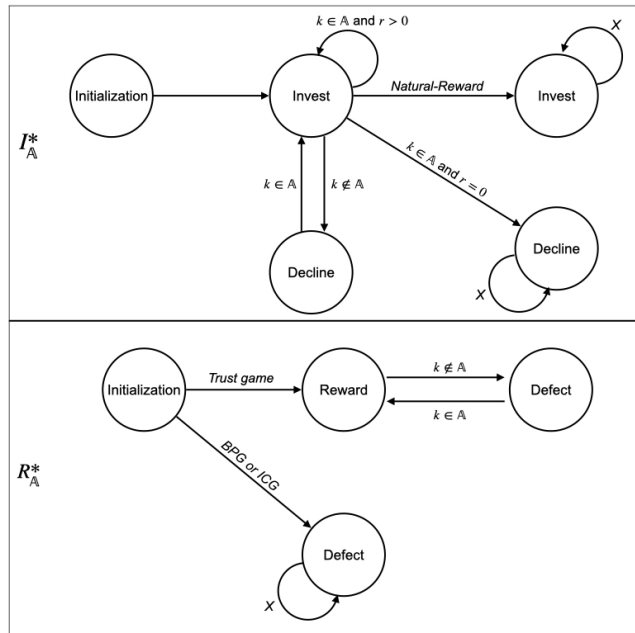 k ∈ 𝔸 and r > 0
X
Initialization
Invest
Natural-Reward
Invest
I*𝔸
k ∈ 𝔸 and r = 0
k ∈ 𝔸
k ∉ 𝔸
Decline
Decline
X
Initialization
Trust game
Reward
k ∉ 𝔸
k ∈ 𝔸
Defect
R*𝔸
BPG or ICG
Defect
X